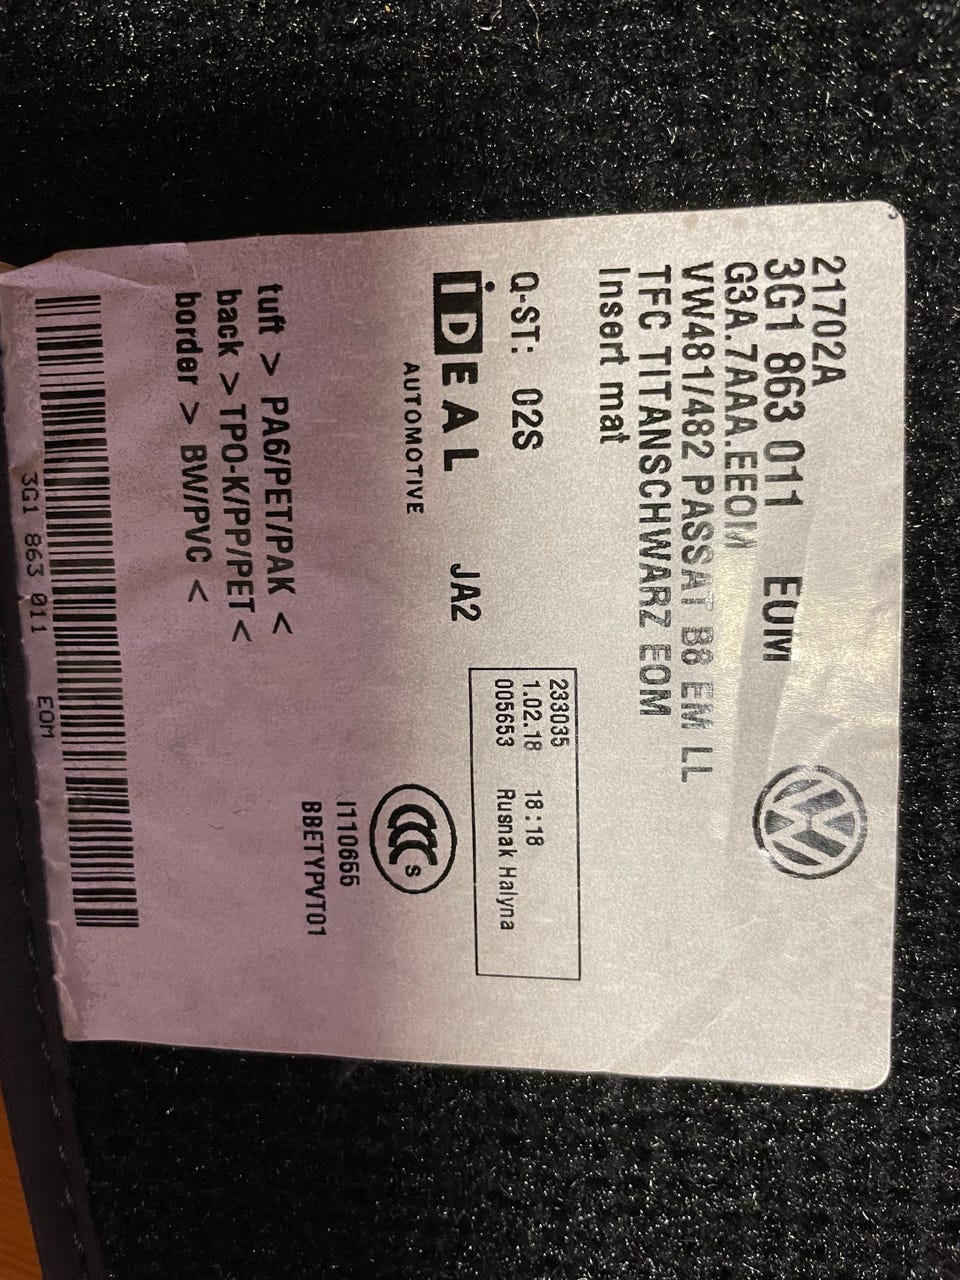 21702A
3G1 863 011 EOM
G3A.7AAA.EEOM
VW481/482 PASSAT B8 EM LL
TFC TITANSCHWARZ EOM
Insert mat
233035
1.02.18 18:18
005653 Rusnak Halyna
Q-ST: 02S
iDEAL JA2
AUTOMOTIVE
CCC S
I110655
BBETYPVT01
tuft > PA6/PET/PAK <
back >TPO-K/PP/PET<
border > BW/PVC <
3G1 863 011 EOM